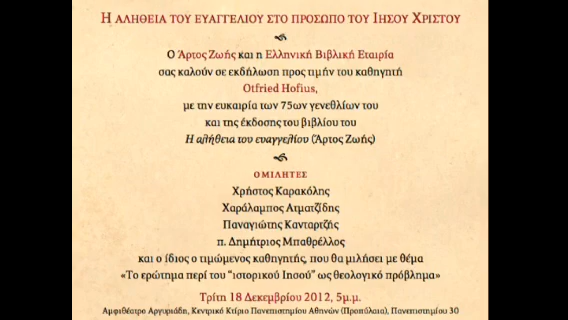 Η ΑΛΗΘΕΙΑ ΤΟΥ ΕΥΑΓΓΕΛΙΟΥ ΣΤΟ ΠΡΟΣΩΠΟ ΤΟΥ ΙΗΣΟΥ ΧΡΙΣΤΟΥ
Ο Άρτος Ζωής και η Ελληνική Βιβλική Εταιρία
σας καλούν σε εκδήλωση προς τιμήν του καθηγητή
Otfried Hofius,
με την ευκαιρία των 75ων γενεθλίων του
και της έκδοσης του βιβλίου του
Η αλήθεια του ευαγγελίου (Άρτος Ζωής)
ΟΜΙΛΗΤΕΣ
Χρήστος Καρακόλης
Χαράλαμπος Ατματζίδης
Παναγιώτης Κανταρτζής
π. Δημήτριος Μπαθρέλλος
και ο ίδιος ο τιμώμενος καθηγητής, που θα μιλήσει με θέμα
«Το ερώτημα περί του “ιστορικού Ιησού” ως θεολογικό πρόβλημα»
Τρίτη 18 Δεκεμβρίου 2012, 5μ.μ.
Αμφιθέατρο Αργυριάδη, Κεντρικό Κτίριο Πανεπιστημίου Αθηνών (Προπύλαια), Πανεπιστημίου 30